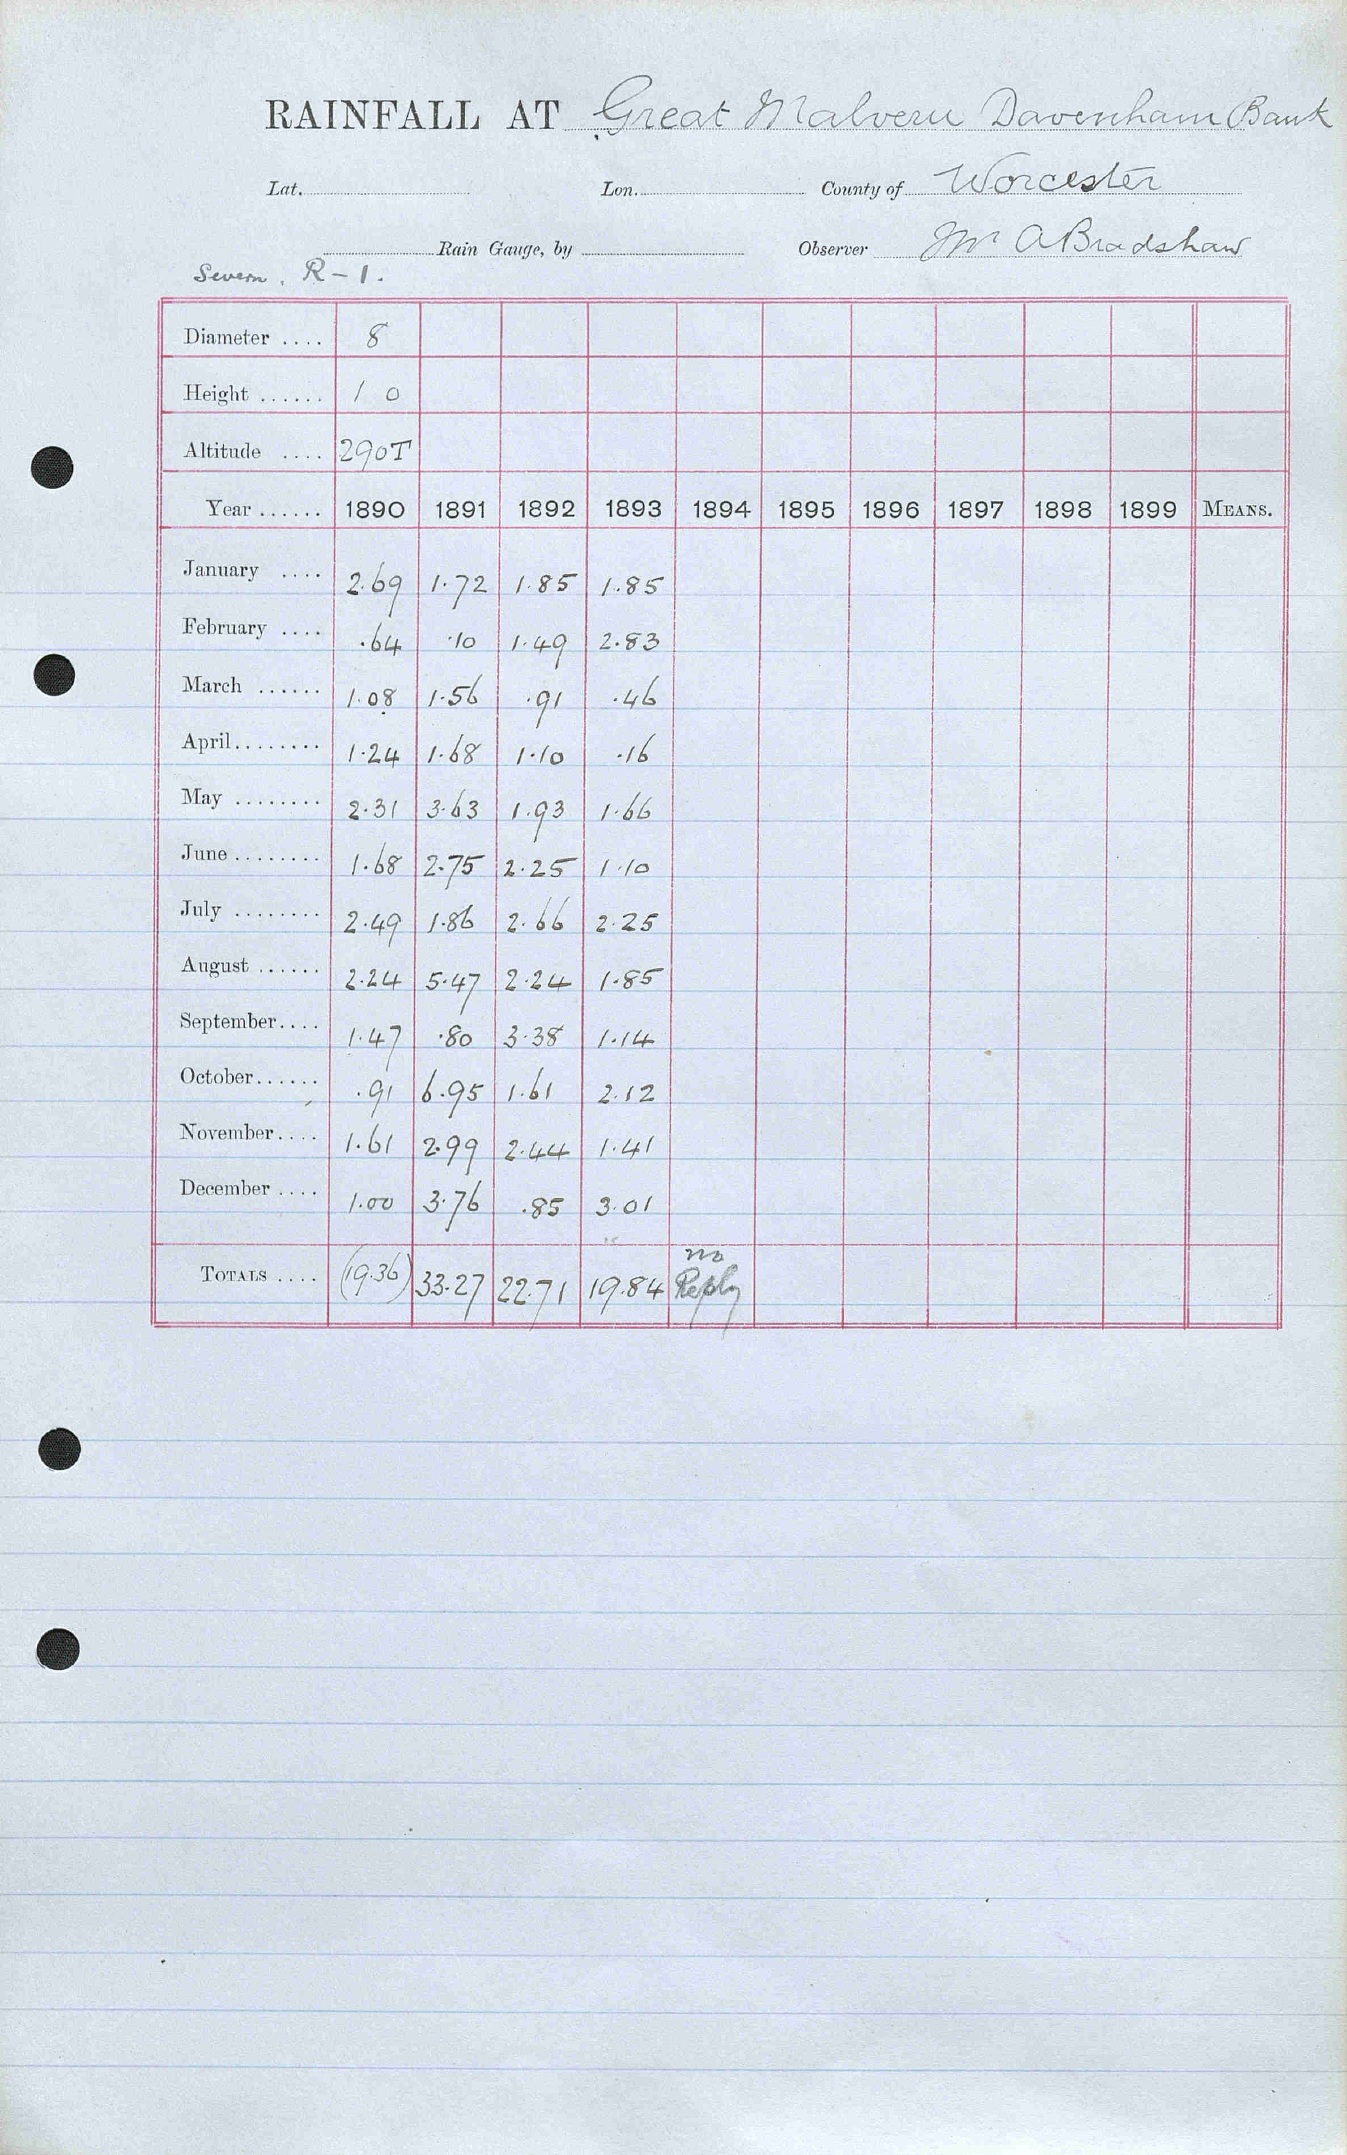 RAINFALL AT Great Malvern Davenham Bank
Lat. Lon. County of Worcester
Rain Gauge, by Observer Mr A Bradshaw
Severn. R-1.
Diameter .... 8
Height ...... 1 0
Altitude .... 290T
Year ...... 1890 1891 1892 1893 1894 1895 1896 1897 1898 1899 MEANS.
January .... 2.69 1.72 1.85 1.85
February .... .64 .10 1.49 2.83
March ...... 1.08 1.56 .91 .46
April........ 1.24 1.68 1.10 .16
May ........ 2.31 3.63 1.93 1.66
June ........ 1.68 2.75 2.25 1.10
July ........ 2.49 1.86 2.66 2.25
August ...... 2.24 5.47 2.24 1.85
September.... 1.47 .80 3.38 1.14
October...... .91 6.95 1.61 2.12
November.... 1.61 2.99 2.44 1.41
December .... 1.00 3.76 .85 3.01
TOTALS .... (19.36) 33.27 22.71 19.84 no Reply